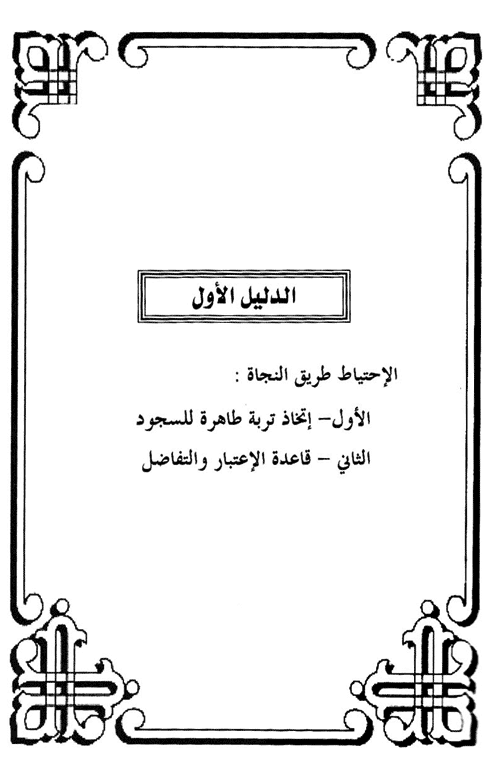 الدليل الأول
الإحتياط طريق النجاة :
الأول – إتخاذ تربة طاهرة للسجود
الثاني – قاعدة الإعتبار والتفاضل